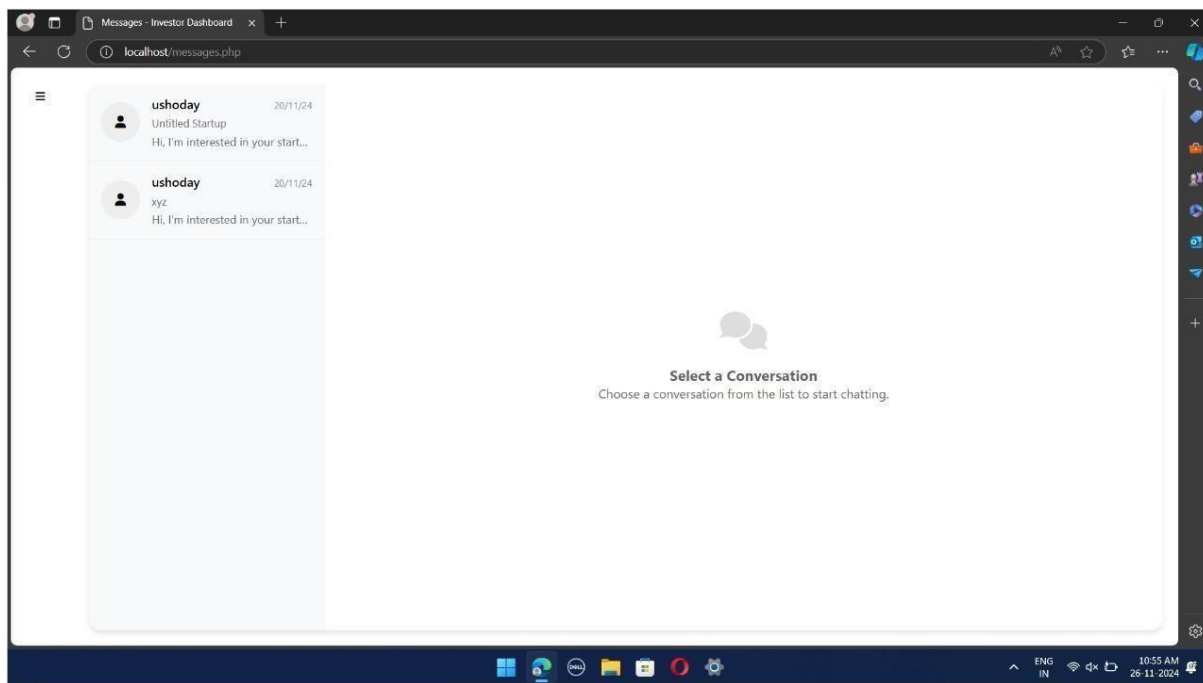 Messages - Investor Dashboard
localhost/messages.php
ushoday 20/11/24
Untitled Startup
Hi, I'm interested in your start...
ushoday 20/11/24
xyz
Hi, I'm interested in your start...
Select a Conversation
Choose a conversation from the list to start chatting.
DELL
ENG 10:55 AM
IN 26-11-2024